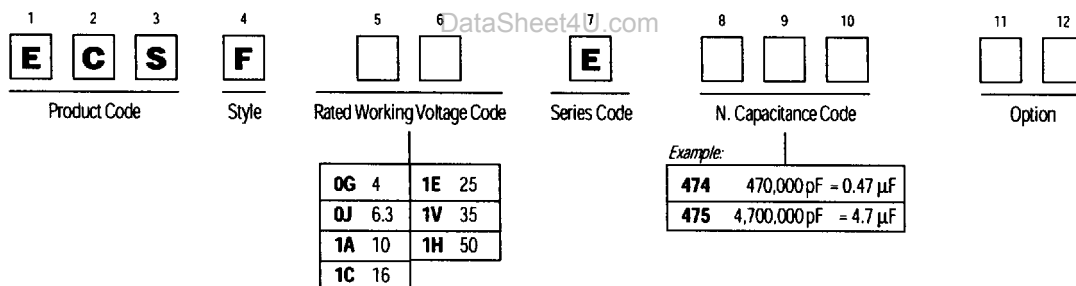 1 2 3 4 5 6 7 8 9 10 11 12
DataSheet4U.com
E C S F E
Product Code Style Rated Working Voltage Code Series Code N. Capacitance Code Option
Example:
0G 4 1E 25
0J 6.3 1V 35
1A 10 1H 50
1C 16
474 470,000 pF = 0.47 µF
475 4,700,000 pF = 4.7 µF